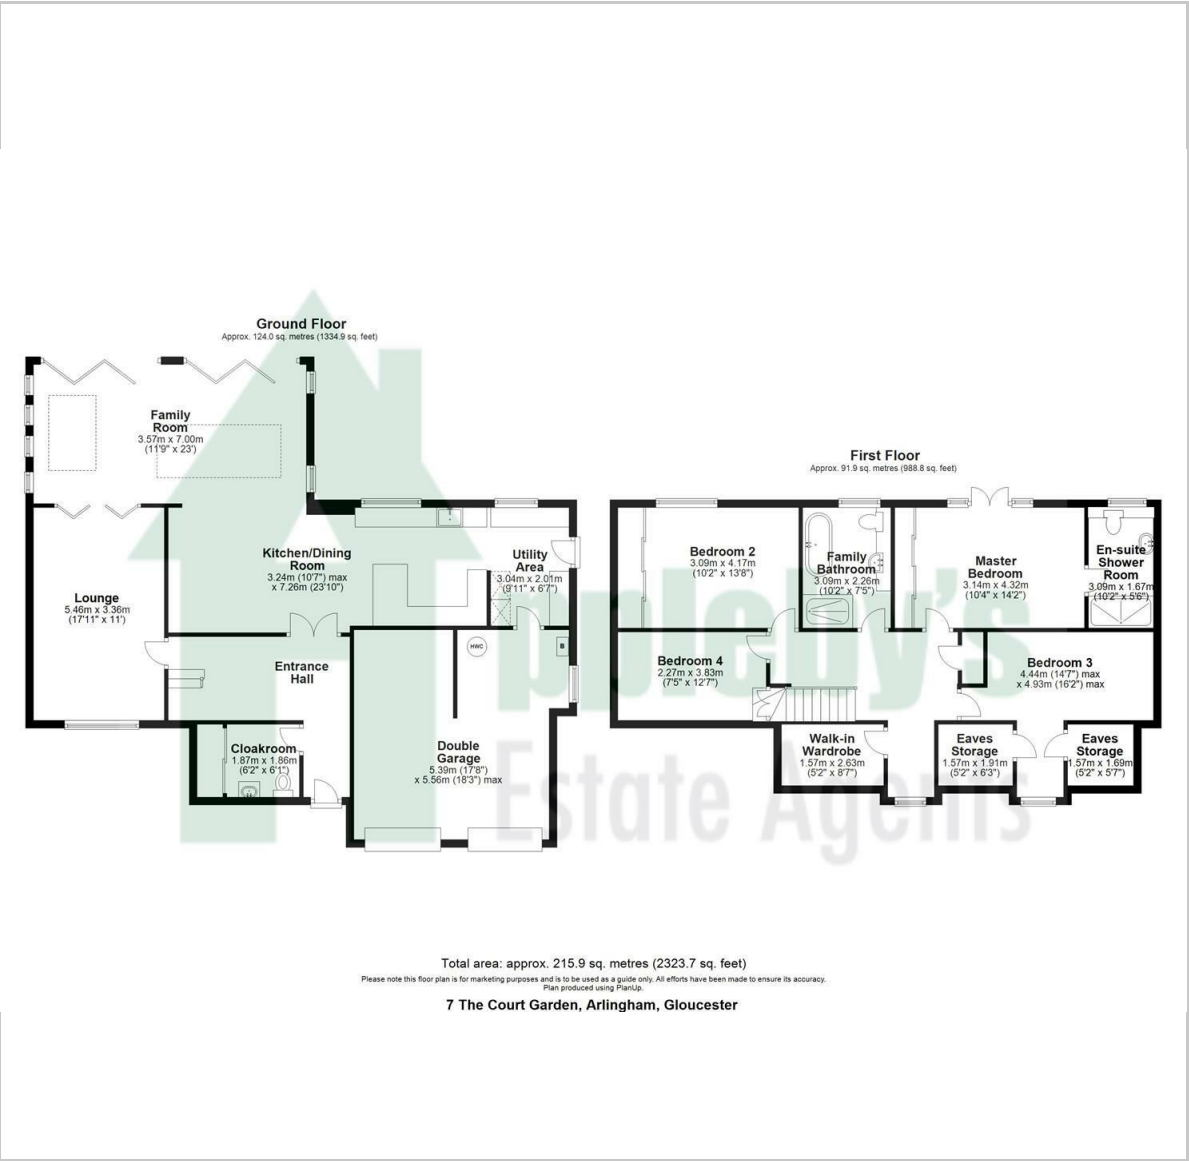 Ground Floor
Approx. 124.0 sq. metres (1334.9 sq. feet)
Family
Room
3.57m x 7.00m
(11'9" x 23')
Lounge
5.46m x 3.36m
(17'11" x 11')
Kitchen/Dining
Room
3.24m (10'7") max
x 7.26m (23'10")
Utility
Area
3.04m x 2.01m
(9'11" x 6'7")
Entrance
Hall
HWC
B
Cloakroom
1.87m x 1.86m
(6'2" x 6'1")
Double
Garage
5.39m (17'8")
x 5.56m (18'3") max
First Floor
Approx. 91.9 sq. metres (988.8 sq. feet)
Bedroom 2
3.09m x 4.17m
(10'2" x 13'8")
Family
Bathroom
3.09m x 2.26m
(10'2" x 7'5")
Master
Bedroom
3.14m x 4.32m
(10'4" x 14'2")
En-suite
Shower
Room
3.09m x 1.67m
(10'2" x 5'6")
Bedroom 4
2.27m x 3.83m
(7'5" x 12'7")
Bedroom 3
4.44m (14'7") max
x 4.93m (16'2") max
Walk-in
Wardrobe
1.57m x 2.63m
(5'2" x 8'7")
Eaves
Storage
1.57m x 1.91m
(5'2" x 6'3")
Eaves
Storage
1.57m x 1.69m
(5'2" x 5'7")
ppleby's
Estate Agents
Total area: approx. 215.9 sq. metres (2323.7 sq. feet)
Please note this floor plan is for marketing purposes and is to be used as a guide only. All efforts have been made to ensure its accuracy.
Plan produced using PlanUp.
7 The Court Garden, Arlingham, Gloucester